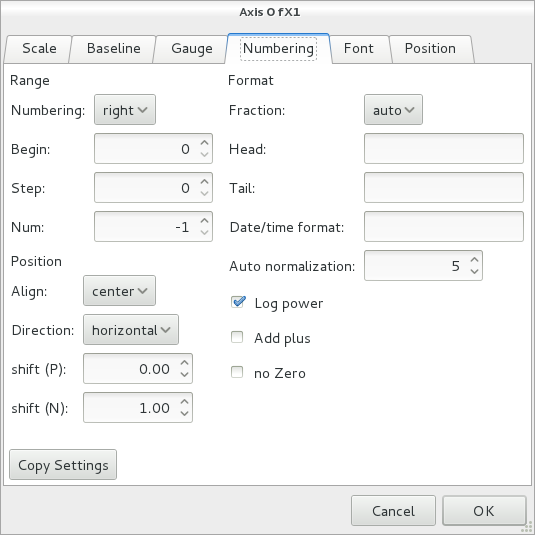 Axis 0 fX1
Scale Baseline Gauge Numbering Font Position
Range
Numbering: right
Begin: 0
Step: 0
Num: -1
Position
Align: center
Direction: horizontal
shift (P): 0.00
shift (N): 1.00
Format
Fraction: auto
Head:
Tail:
Date/time format:
Auto normalization: 5
Log power
Add plus
no Zero
Copy Settings
Cancel OK